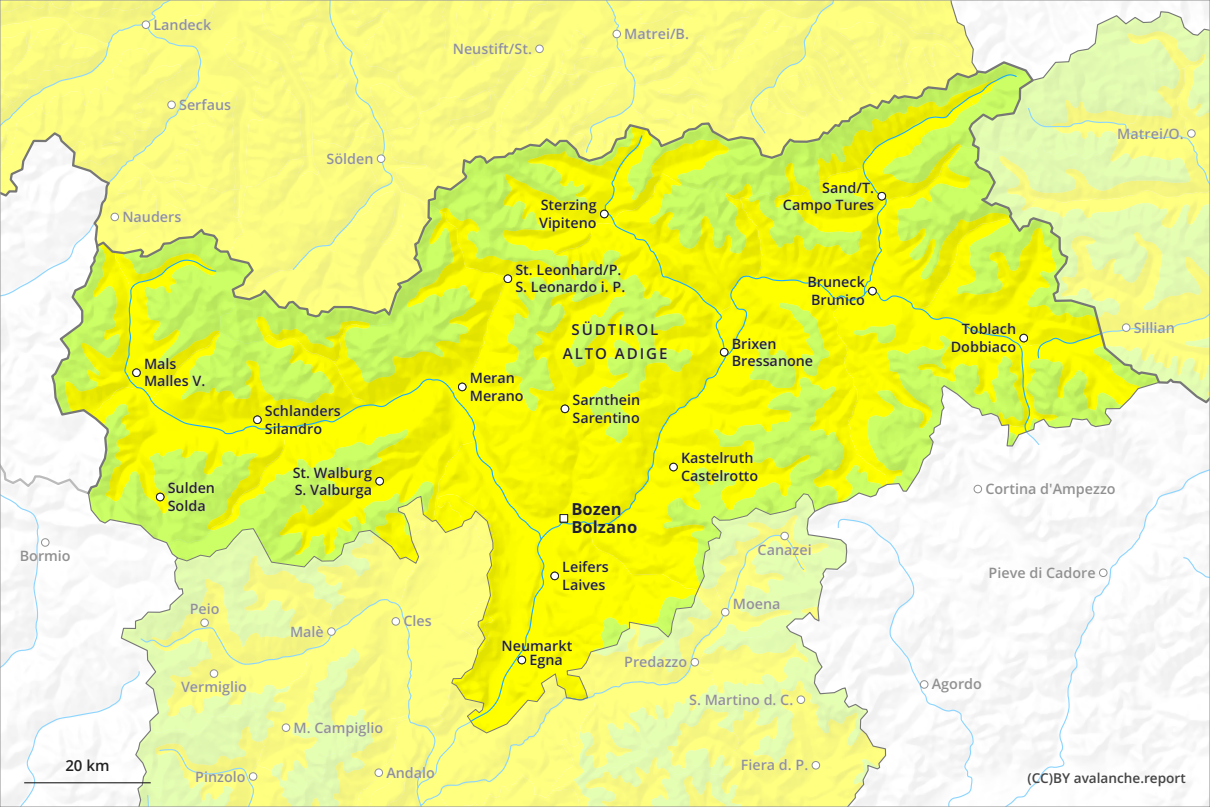 Landeck
Matrei/B.
Neustift/St.
Serfaus
Matrei/O.
Sölden
Sand/T.
Campo Tures
Sterzing
Vipiteno
Nauders
St. Leonhard/P.
S. Leonardo i. P.
Bruneck
Brunico
SÜDTIROL
ALTO ADIGE
Toblach
Dobbiaco
Sillian
Brixen
Bressanone
Mals
Malles V.
Meran
Merano
Schlanders
Silandro
Sarnthein
Sarentino
St. Walburg
S. Valburga
Kastelruth
Castelrotto
Sulden
Solda
Cortina d'Ampezzo
Bozen
Bolzano
Bormio
Canazei
Leifers
Laives
Pieve di Cadore
Peio
Moena
Cles
Malè
Neumarkt
Egna
Predazzo
Vermiglio
Agordo
S. Martino d. C.
M. Campiglio
20 km
Pinzolo
Andalo
Fiera d. P.
(CC)BY avalanche.report